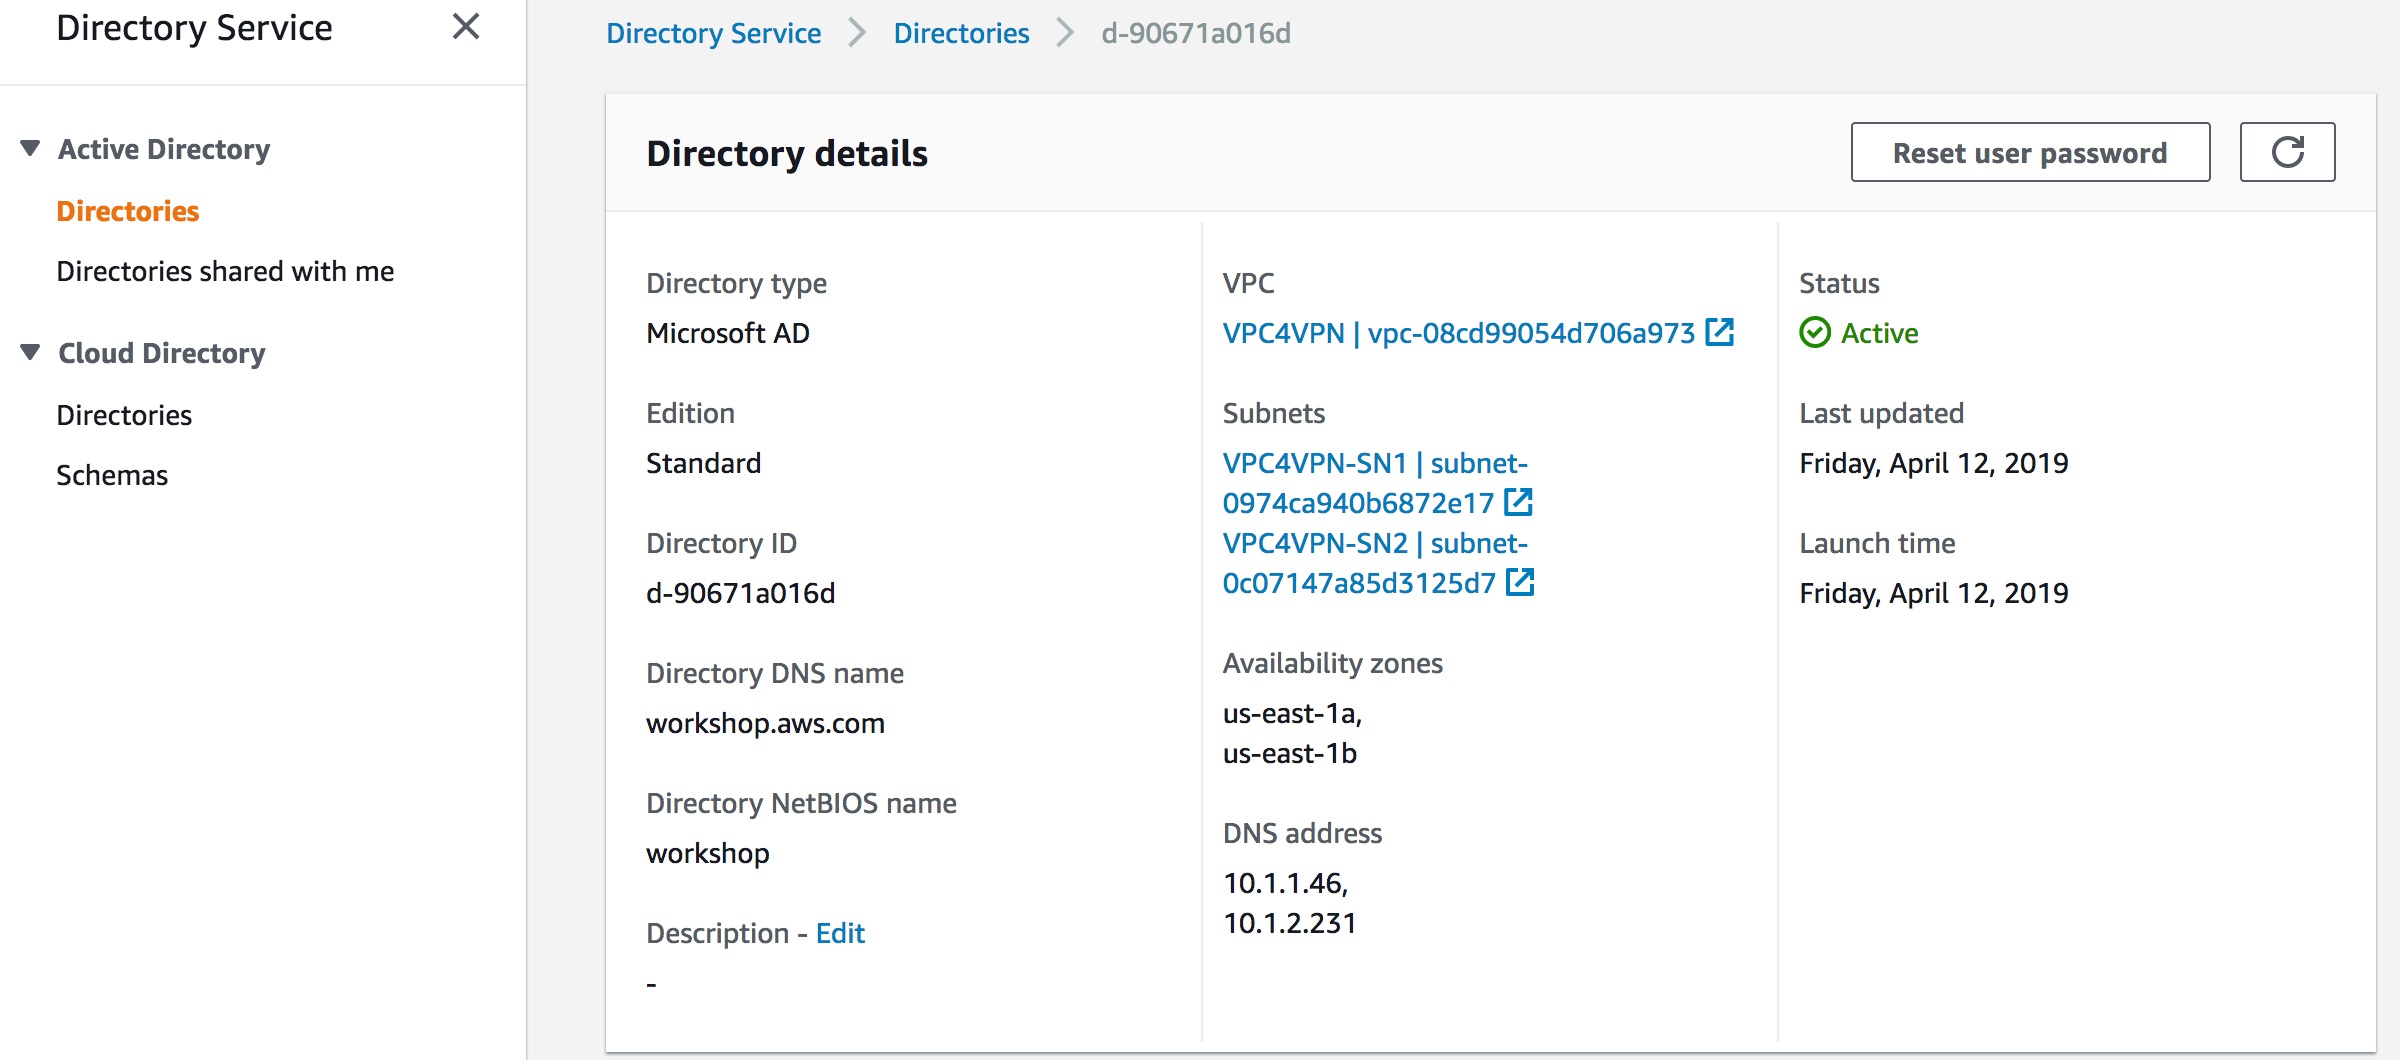 Directory Service
Active Directory
Directories
Directories shared with me
Cloud Directory
Directories
Schemas
Directory Service > Directories > d-90671a016d
Directory details
Reset user password
Directory type
Microsoft AD
Edition
Standard
Directory ID
d-90671a016d
Directory DNS name
workshop.aws.com
Directory NetBIOS name
workshop
Description - Edit
-
VPC
VPC4VPN | vpc-08cd99054d706a973
Subnets
VPC4VPN-SN1 | subnet-
0974ca940b6872e17
VPC4VPN-SN2 | subnet-
0c07147a85d3125d7
Availability zones
us-east-1a,
us-east-1b
DNS address
10.1.1.46,
10.1.2.231
Status
Active
Last updated
Friday, April 12, 2019
Launch time
Friday, April 12, 2019